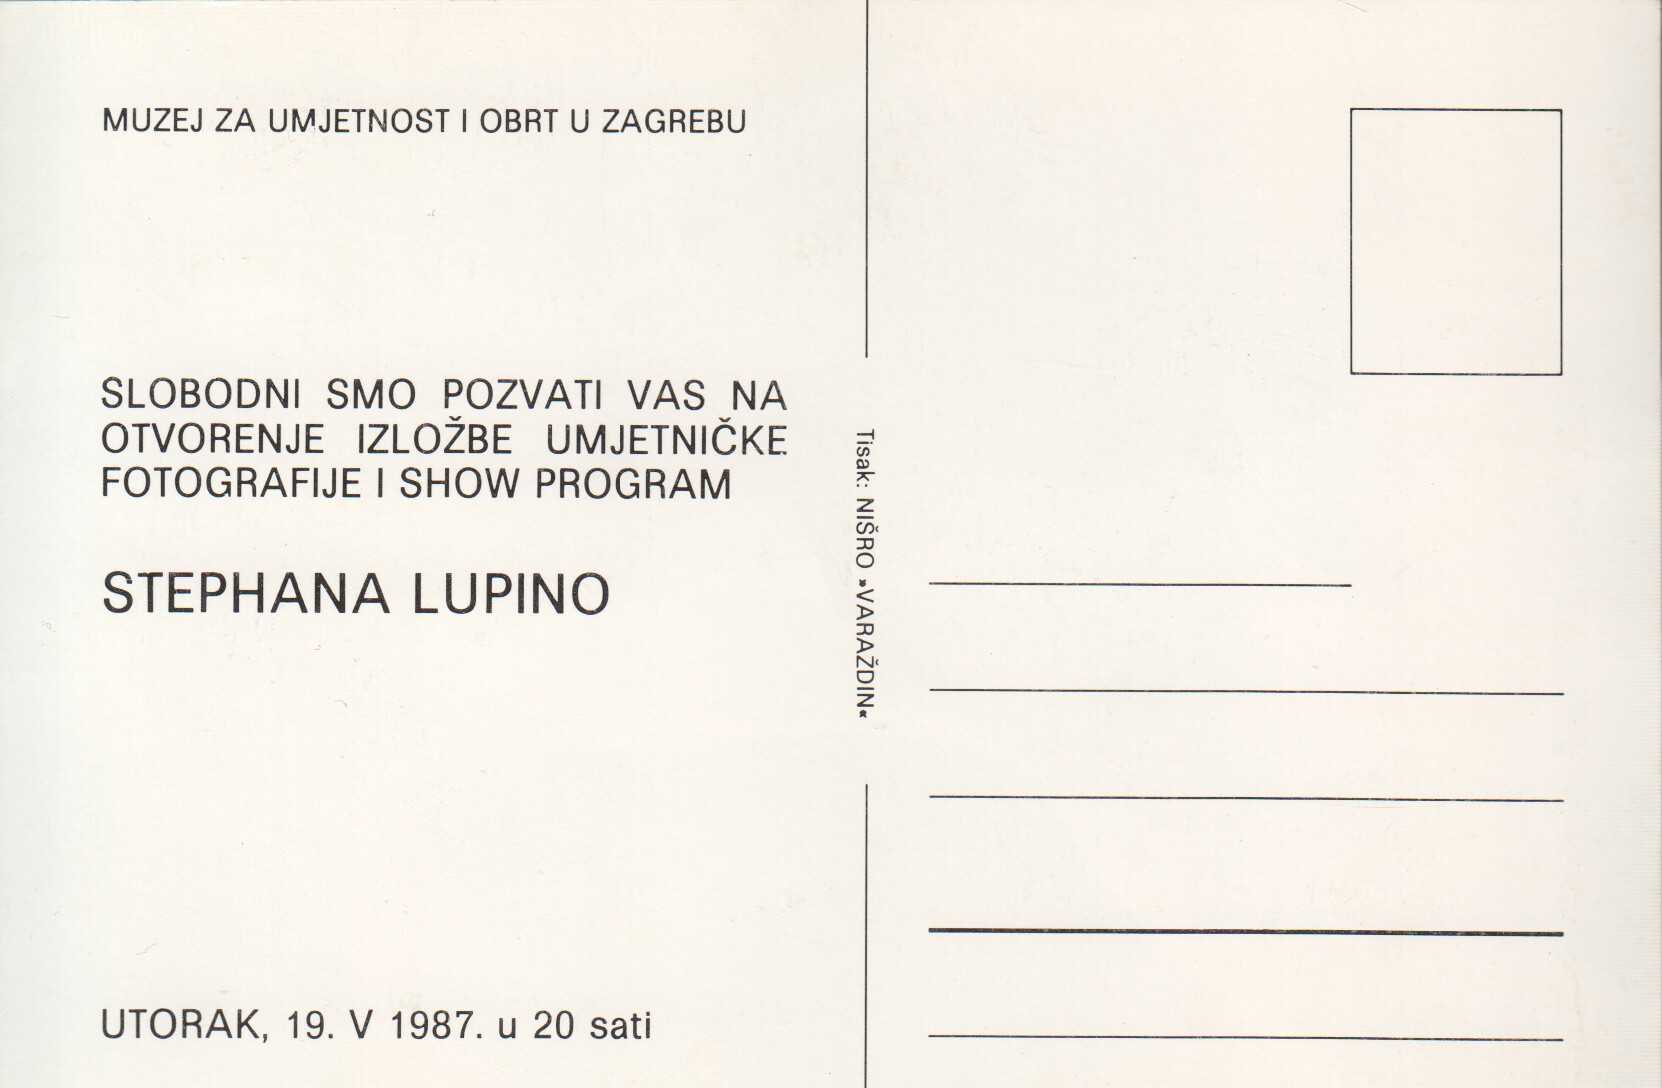 MUZEJ ZA UMJETNOST I OBRT U ZAGREBU
SLOBODNI SMO POZVATI VAS NA
OTVORENJE IZLOŽBE UMJETNIČKE
FOTOGRAFIJE I SHOW PROGRAM
STEPHANA LUPINO
UTORAK, 19. V 1987. u 20 sati
Tisak: NIŠRO »VARAŽDIN«